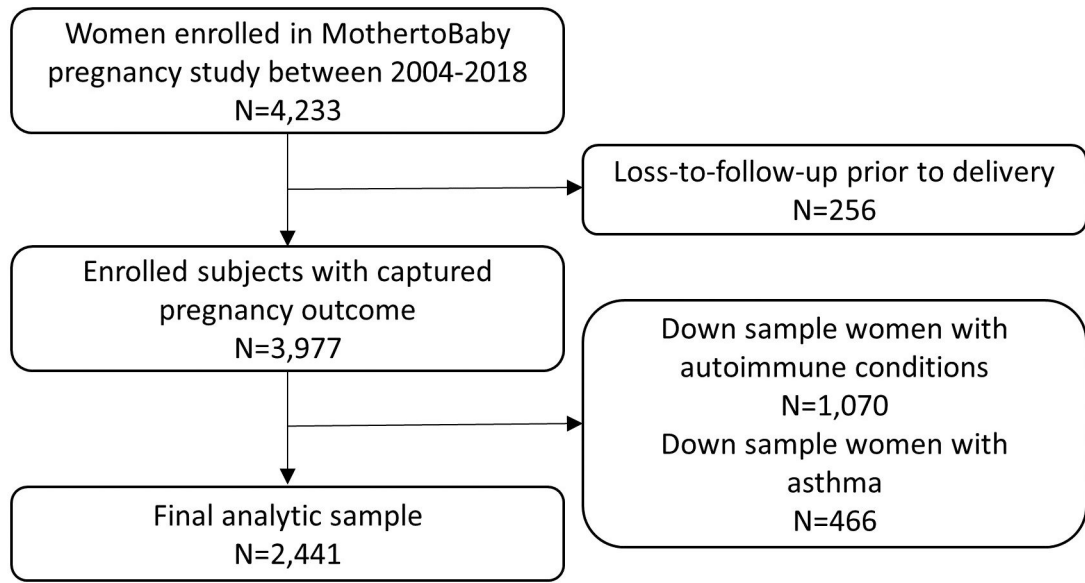 Women enrolled in MothertoBaby
pregnancy study between 2004-2018
N=4,233
Loss-to-follow-up prior to delivery
N=256
Enrolled subjects with captured
pregnancy outcome
N=3,977
Down sample women with
autoimmune conditions
N=1,070
Down sample women with
asthma
N=466
Final analytic sample
N=2,441